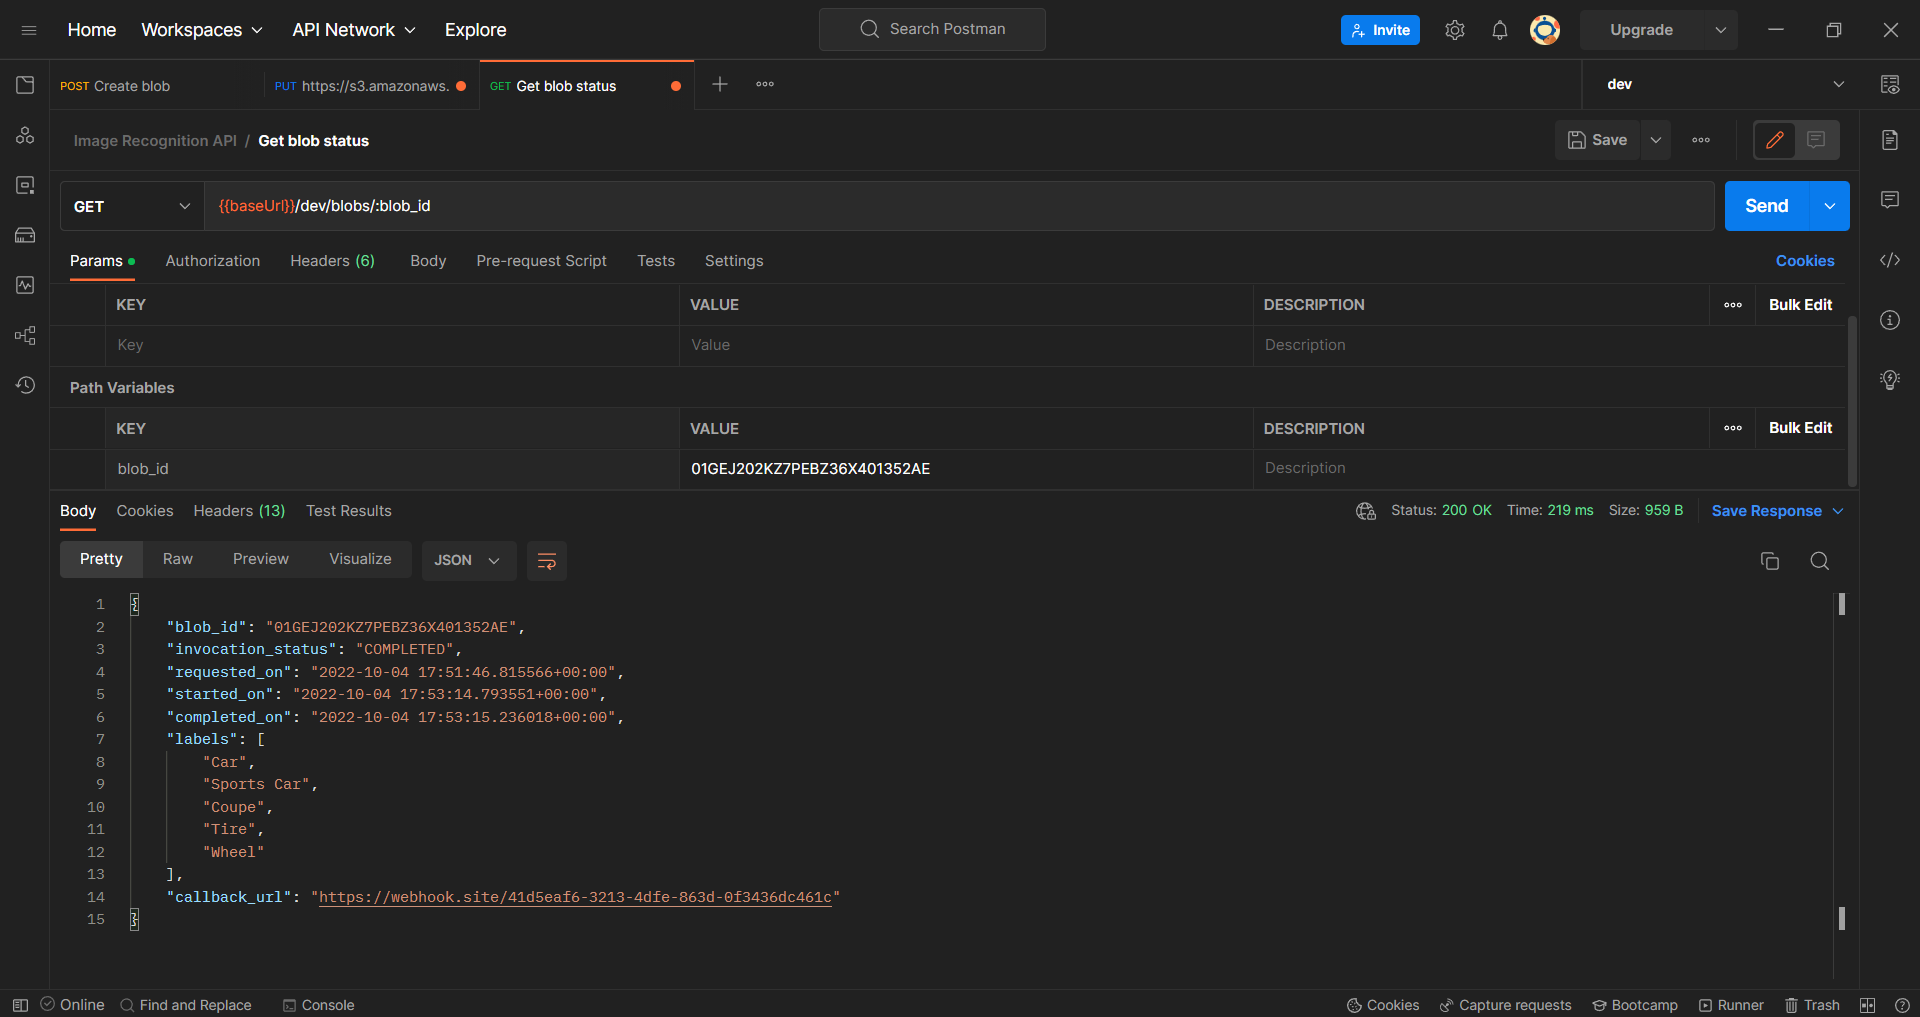 Home Workspaces API Network Explore Search Postman Invite Upgrade
POST Create blob PUT https://s3.amazonaws. GET Get blob status dev
Image Recognition API / Get blob status Save
GET {{baseUrl}}/dev/blobs/:blob_id Send
Params Authorization Headers (6) Body Pre-request Script Tests Settings Cookies
KEY VALUE DESCRIPTION Bulk Edit
Key Value Description
Path Variables
KEY VALUE DESCRIPTION Bulk Edit
blob_id 01GEJ202KZ7PEBZ36X401352AE Description
Body Cookies Headers (13) Test Results Status: 200 OK Time: 219 ms Size: 959 B Save Response
Pretty Raw Preview Visualize JSON
1 {
2 "blob_id": "01GEJ202KZ7PEBZ36X401352AE",
3 "invocation_status": "COMPLETED",
4 "requested_on": "2022-10-04 17:51:46.815566+00:00",
5 "started_on": "2022-10-04 17:53:14.793551+00:00",
6 "completed_on": "2022-10-04 17:53:15.236018+00:00",
7 "labels": [
8 "Car",
9 "Sports Car",
10 "Coupe",
11 "Tire",
12 "Wheel"
13 ],
14 "callback_url": "https://webhook.site/41d5eaf6-3213-4dfe-863d-0f3436dc461c"
15 }
Online Find and Replace Console Cookies Capture requests Bootcamp Runner Trash